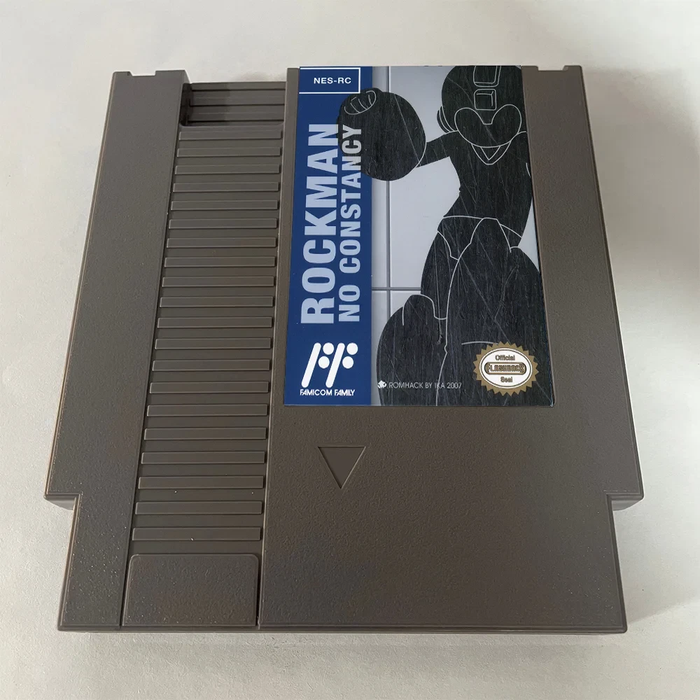 NES-RC
ROCKMAN
NO CONSTANCY
FAMICOM FAMILY
ROMHACK BY IKA 2007
Official
Seal